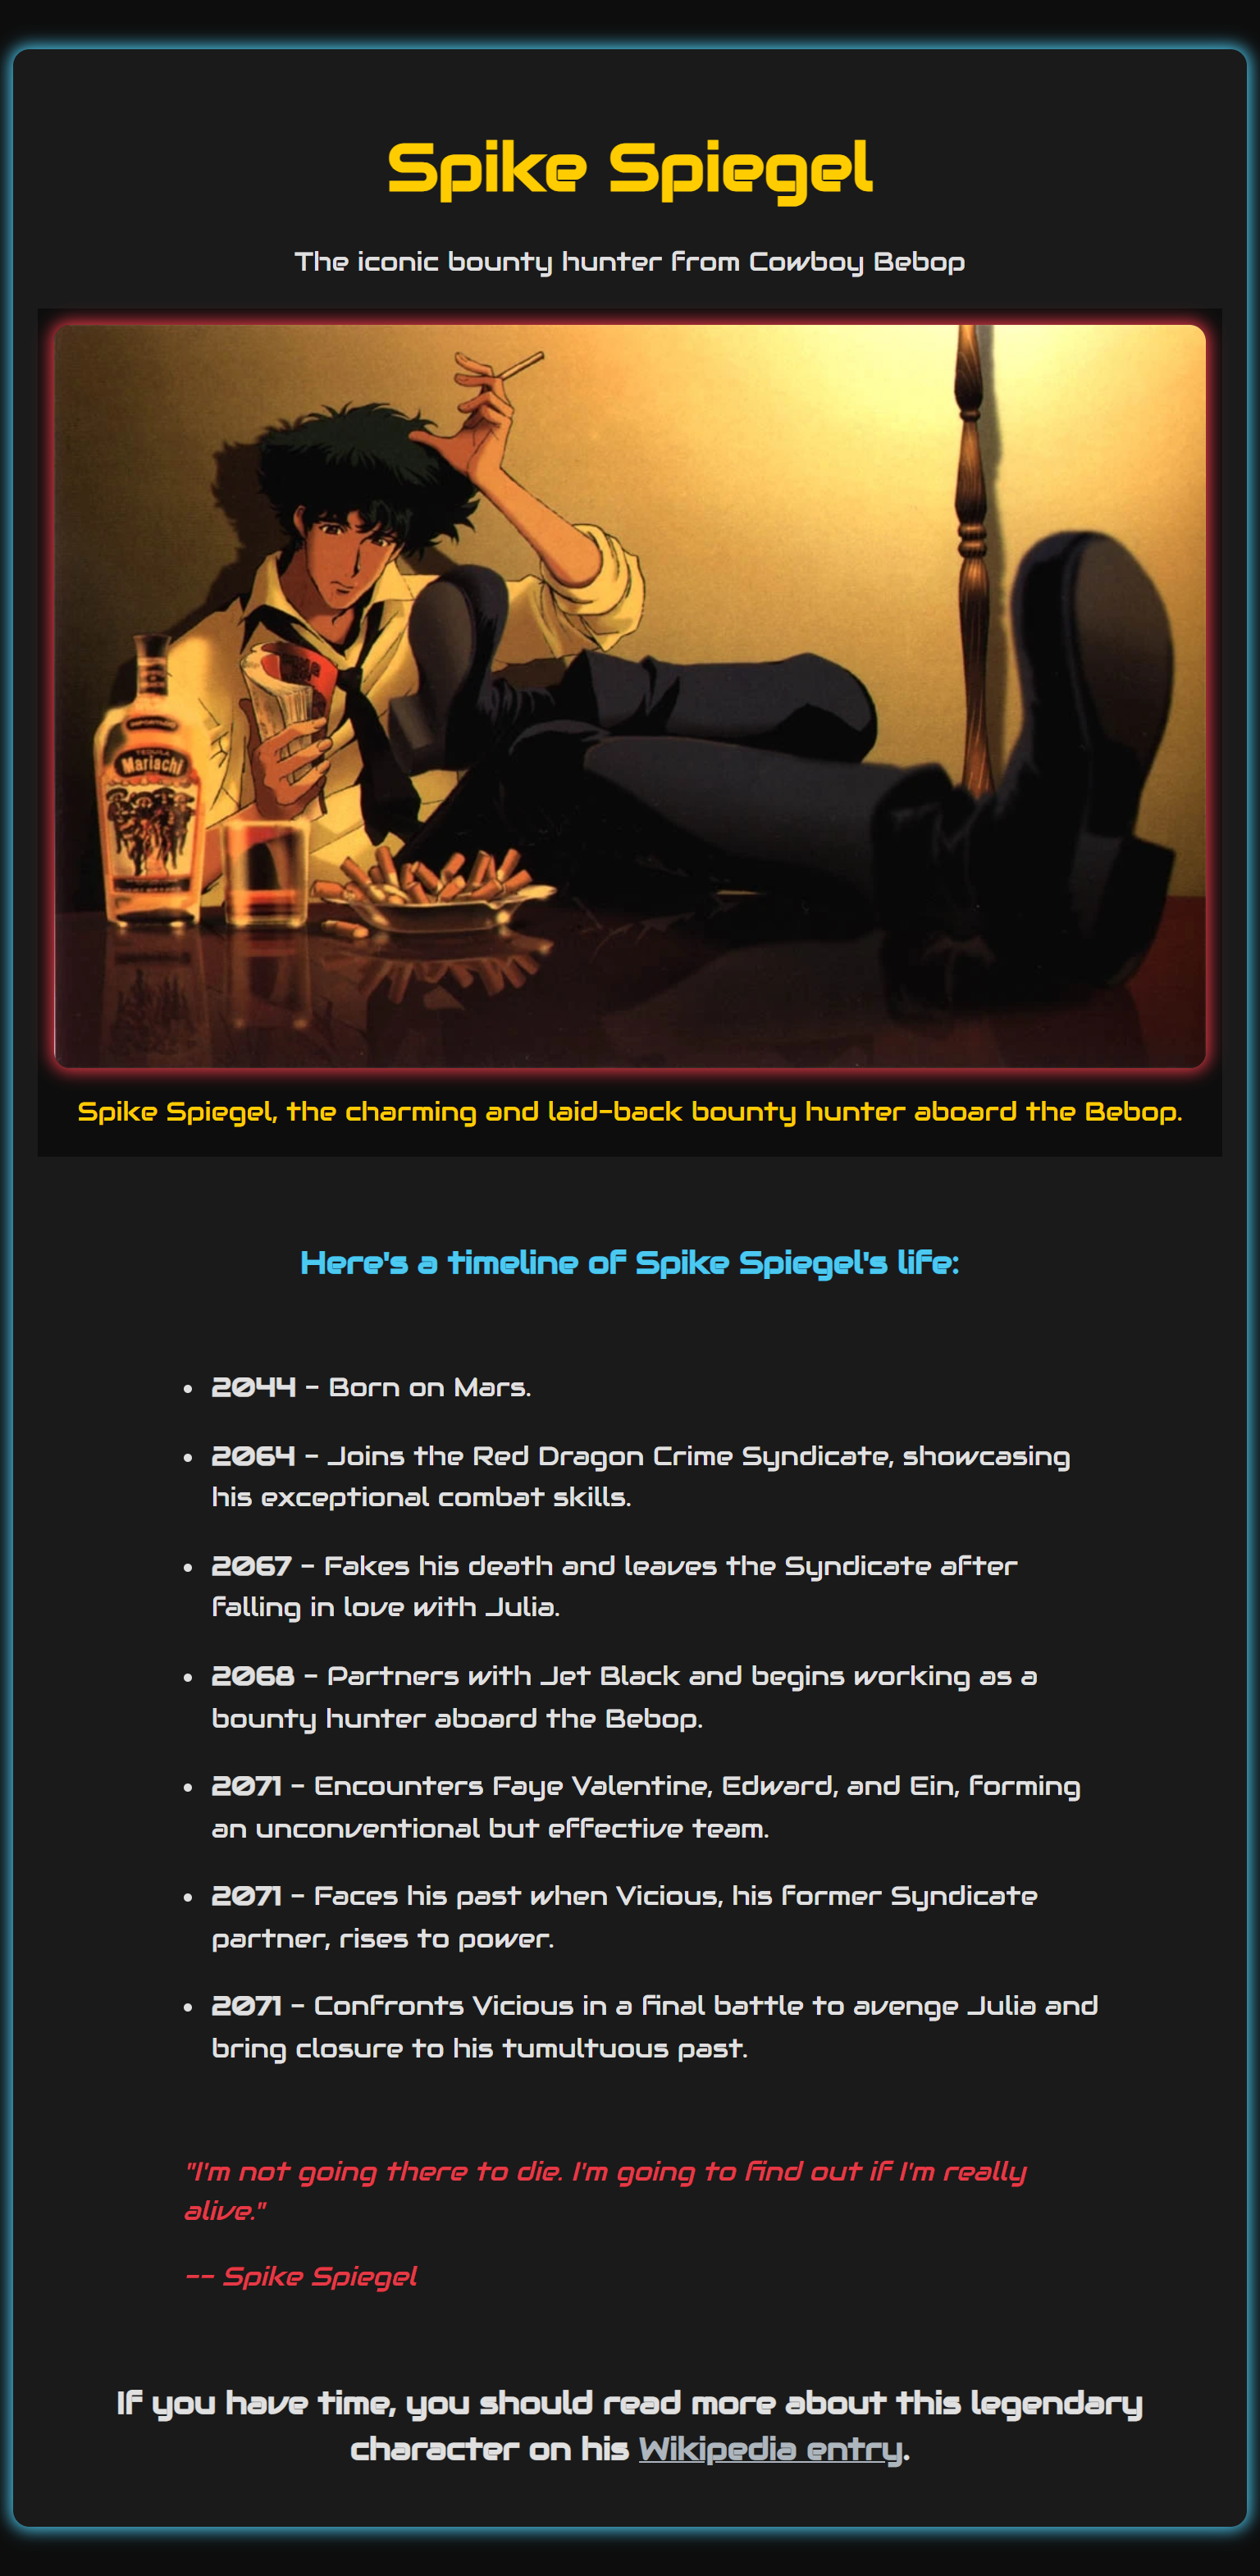 Spike Spiegel
The iconic bounty hunter from Cowboy Bebop
TEQUILA
Mariachi
Spike Spiegel, the charming and laid-back bounty hunter aboard the Bebop.
Here's a timeline of Spike Spiegel's life:
• 2044 - Born on Mars.
• 2064 - Joins the Red Dragon Crime Syndicate, showcasing
his exceptional combat skills.
• 2067 - Fakes his death and leaves the Syndicate after
falling in love with Julia.
• 2068 - Partners with Jet Black and begins working as a
bounty hunter aboard the Bebop.
• 2071 - Encounters Faye Valentine, Edward, and Ein, forming
an unconventional but effective team.
• 2071 - Faces his past when Vicious, his former Syndicate
partner, rises to power.
• 2071 - Confronts Vicious in a final battle to avenge Julia and
bring closure to his tumultuous past.
"I'm not going there to die. I'm going to find out if I'm really
alive."
-- Spike Spiegel
If you have time, you should read more about this legendary
character on his Wikipedia entry.